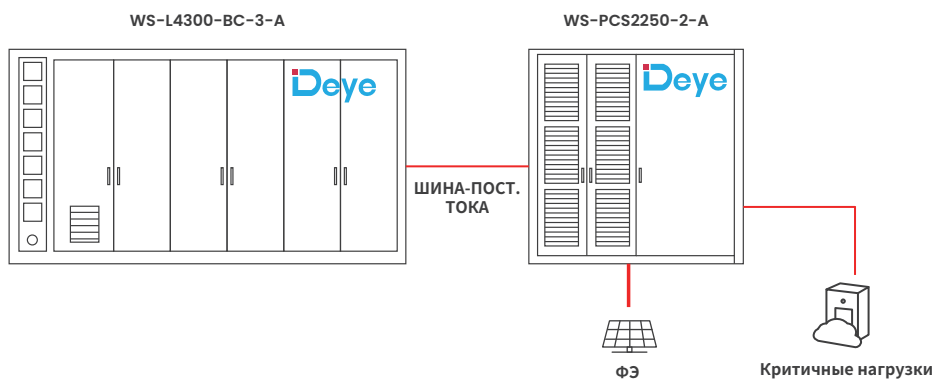 WS-L4300-BC-3-A
WS-PCS2250-2-A
Deye
Deye
ШИНА-ПОСТ.
ТОКА
ФЭ
Критичные нагрузки